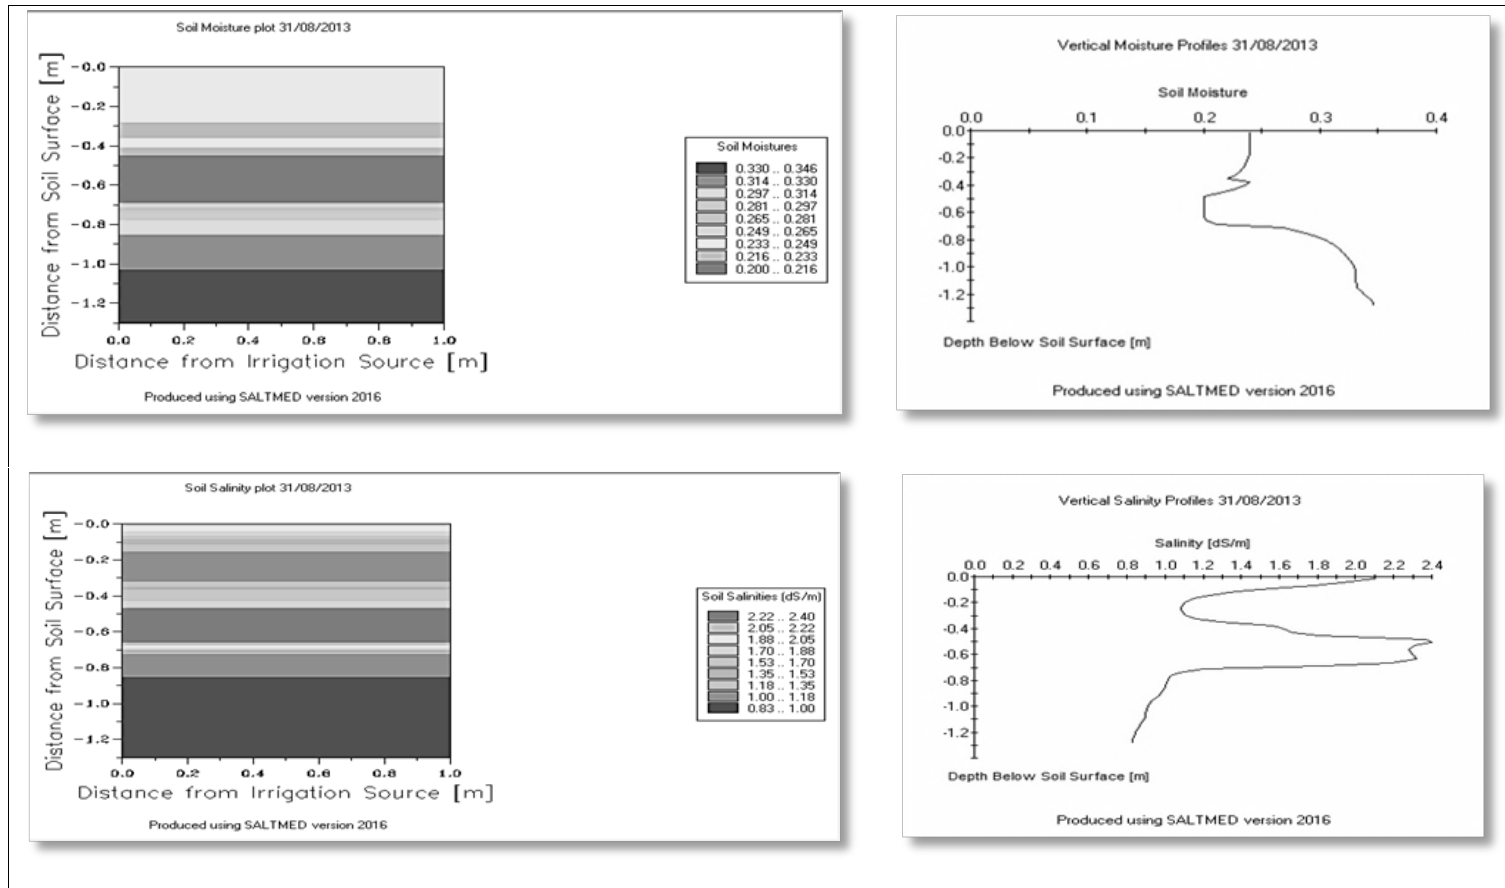 Soil Moisture plot 31/08/2013
Distance from Soil Surface [m]
-0.0
-0.2
-0.4
-0.6
-0.8
-1.0
-1.2
0.0 0.2 0.4 0.6 0.8 1.0
Distance from Irrigation Source [m]
Produced using SALTMED version 2016
Soil Moistures
0.330 .. 0.346
0.314 .. 0.330
0.297 .. 0.314
0.281 .. 0.297
0.265 .. 0.281
0.249 .. 0.265
0.233 .. 0.249
0.216 .. 0.233
0.200 .. 0.216
Vertical Moisture Profiles 31/08/2013
Soil Moisture
0.0 0.1 0.2 0.3 0.4
0.0
-0.2
-0.4
-0.6
-0.8
-1.0
-1.2
Depth Below Soil Surface [m]
Produced using SALTMED version 2016
Soil Salinity plot 31/08/2013
Distance from Soil Surface [m]
-0.0
-0.2
-0.4
-0.6
-0.8
-1.0
-1.2
0.0 0.2 0.4 0.6 0.8 1.0
Distance from Irrigation Source [m]
Produced using SALTMED version 2016
Soil Salinities (dS/m)
2.22 .. 2.40
2.05 .. 2.22
1.88 .. 2.05
1.70 .. 1.88
1.53 .. 1.70
1.35 .. 1.53
1.18 .. 1.35
1.00 .. 1.18
0.83 .. 1.00
Vertical Salinity Profiles 31/08/2013
Salinity [dS/m]
0.0 0.2 0.4 0.6 0.8 1.0 1.2 1.4 1.6 1.8 2.0 2.2 2.4
0.0
-0.2
-0.4
-0.6
-0.8
-1.0
-1.2
Depth Below Soil Surface [m]
Produced using SALTMED version 2016